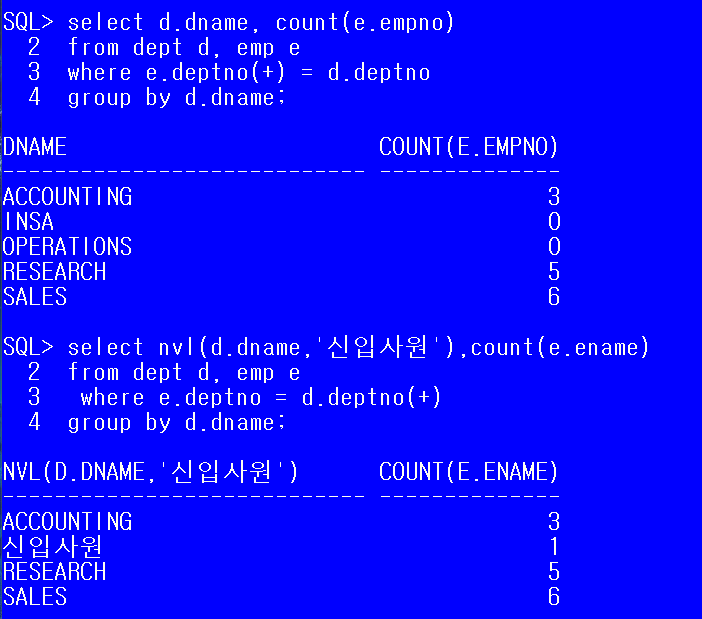 SQL> select d.dname, count(e.empno)
  2  from dept d, emp e
  3  where e.deptno(+) = d.deptno
  4  group by d.dname;
DNAME                        COUNT(E.EMPNO)
---------------------------- --------------
ACCOUNTING                                3
INSA                                      0
OPERATIONS                                0
RESEARCH                                  5
SALES                                     6
SQL> select nvl(d.dname,'신입사원'),count(e.ename)
  2  from dept d, emp e
  3   where e.deptno = d.deptno(+)
  4  group by d.dname;
NVL(D.DNAME,'신입사원')      COUNT(E.ENAME)
---------------------------- --------------
ACCOUNTING                                3
신입사원                                  1
RESEARCH                                  5
SALES                                     6